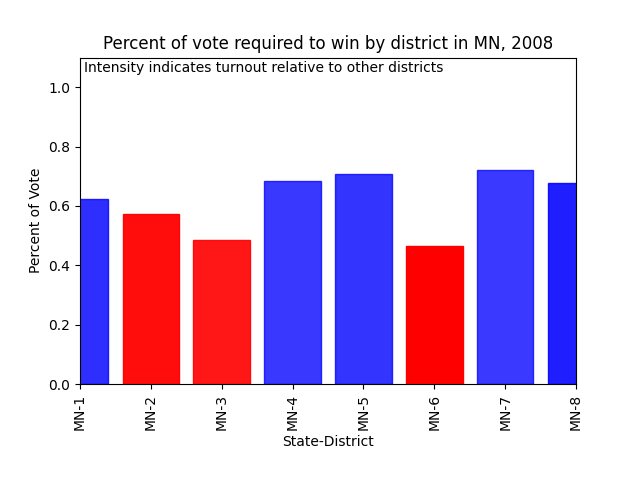 Percent of vote required to win by district in MN, 2008
Intensity indicates turnout relative to other districts
1.0
0.8
0.6
0.4
0.2
0.0
Percent of Vote
MN-1
MN-2
MN-3
MN-4
MN-5
MN-6
MN-7
MN-8
State-District